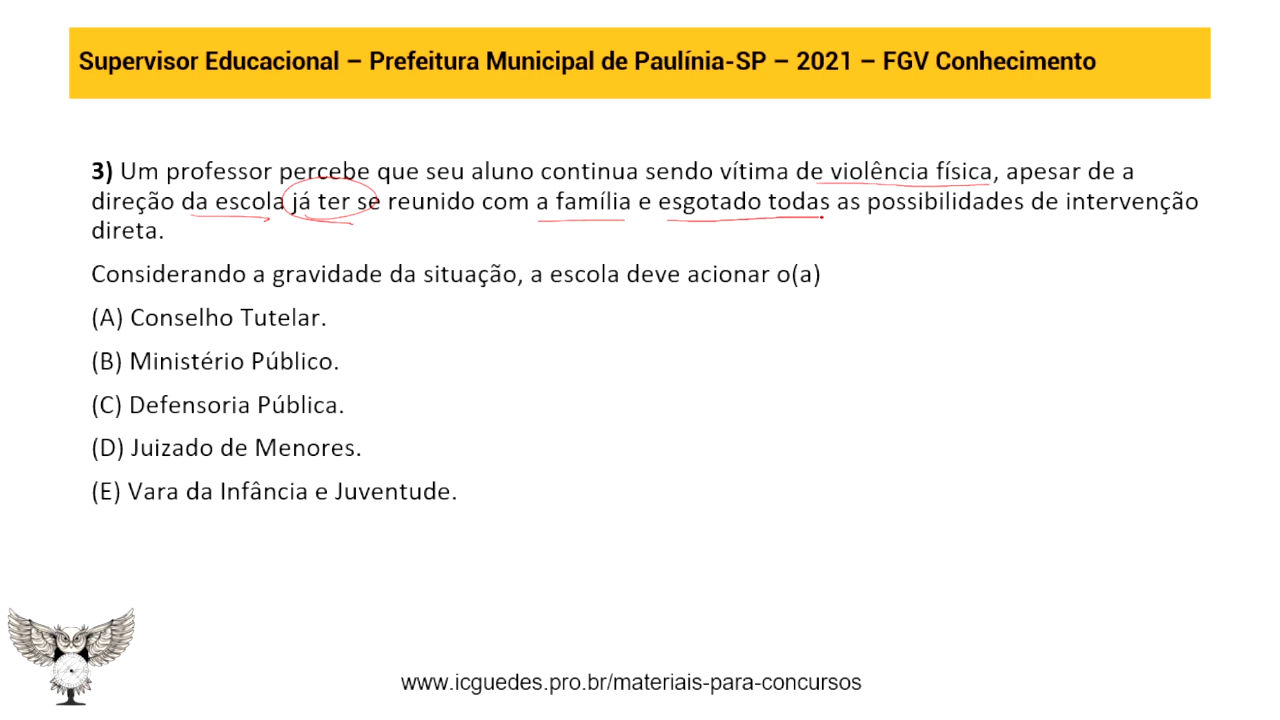 Supervisor Educacional – Prefeitura Municipal de Paulínia-SP – 2021 – FGV Conhecimento
3) Um professor percebe que seu aluno continua sendo vítima de violência física, apesar de a
direção da escola já ter se reunido com a família e esgotado todas as possibilidades de intervenção
direta.
Considerando a gravidade da situação, a escola deve acionar o(a)
(A) Conselho Tutelar.
(B) Ministério Público.
(C) Defensoria Pública.
(D) Juizado de Menores.
(E) Vara da Infância e Juventude.
www.icguedes.pro.br/materiais-para-concursos